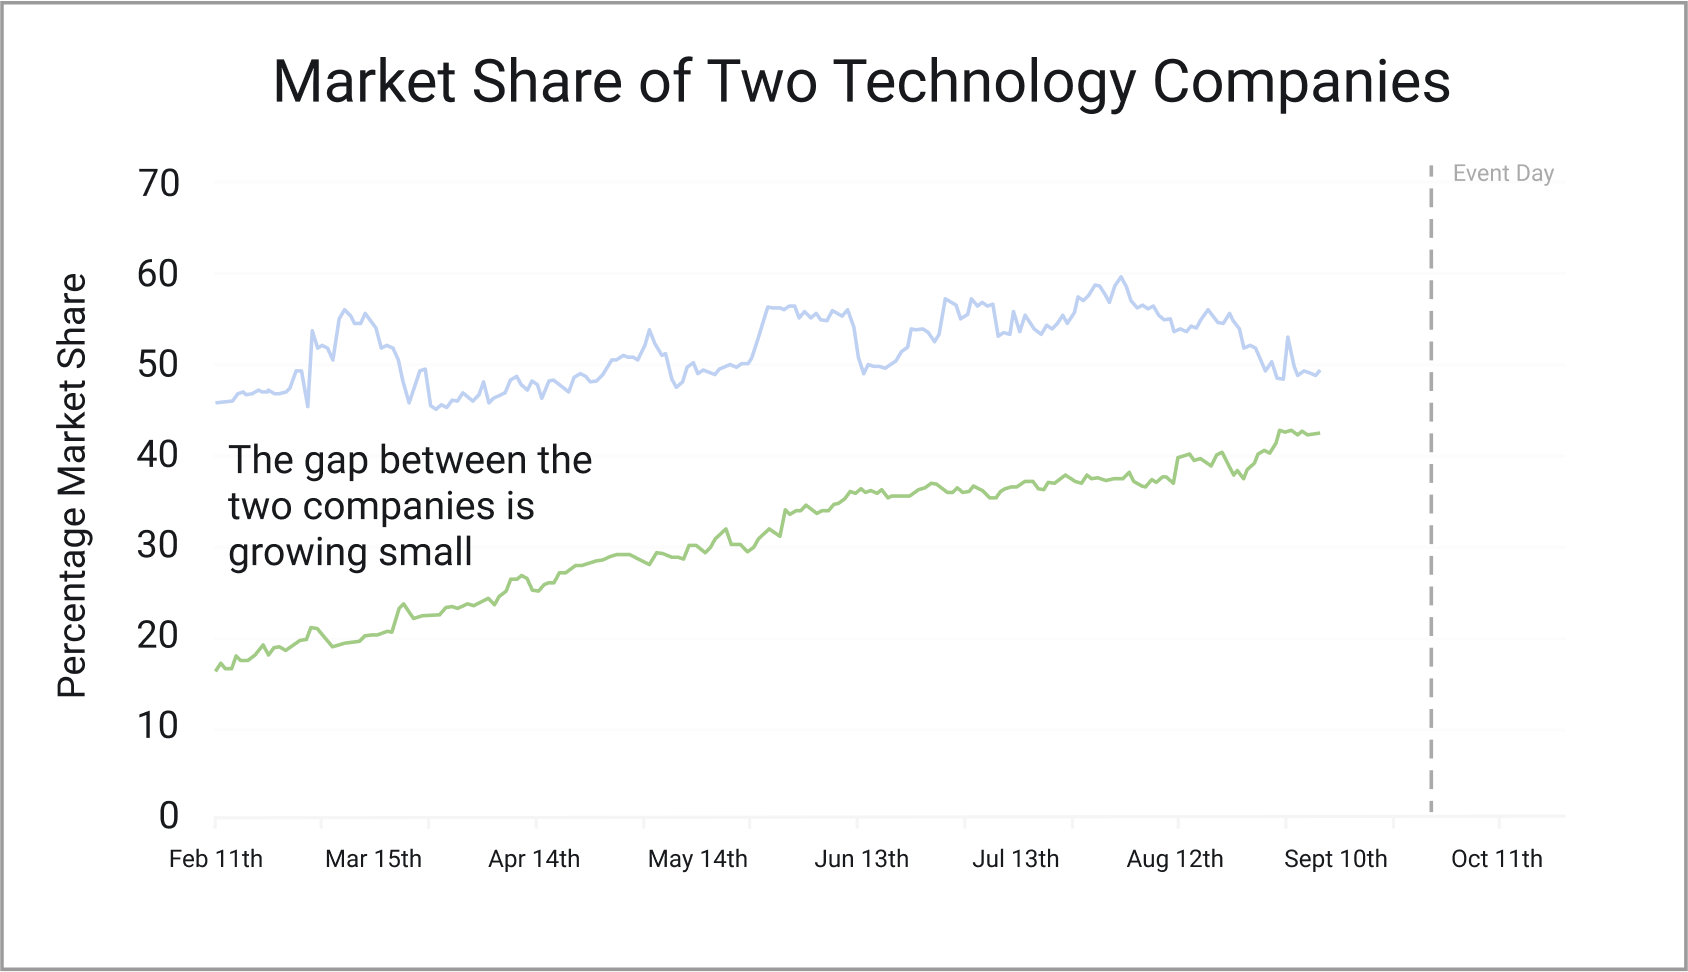 Market Share of Two Technology Companies
Event Day
Percentage Market Share
70
60
50
40
30
20
10
0
The gap between the
two companies is
growing small
Feb 11th Mar 15th Apr 14th May 14th Jun 13th Jul 13th Aug 12th Sept 10th Oct 11th